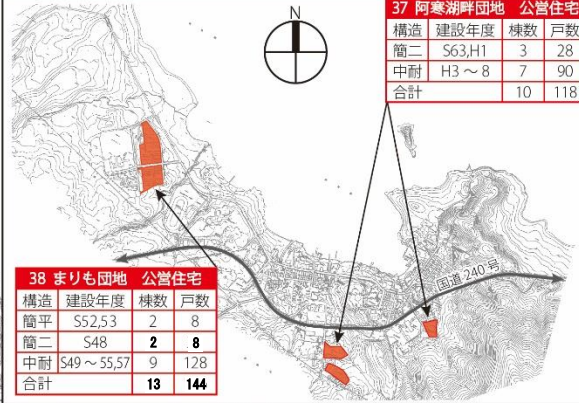 N
37 阿寒湖畔団地 公営住宅
構造 建設年度 棟数 戸数
簡二 S63,H1 3 28
中耐 H3～8 7 90
合計 10 118
国道240号
38 まりも団地 公営住宅
構造 建設年度 棟数 戸数
簡平 S52,53 2 8
簡二 S48 2 8
中耐 S49～55,57 9 128
合計 13 144